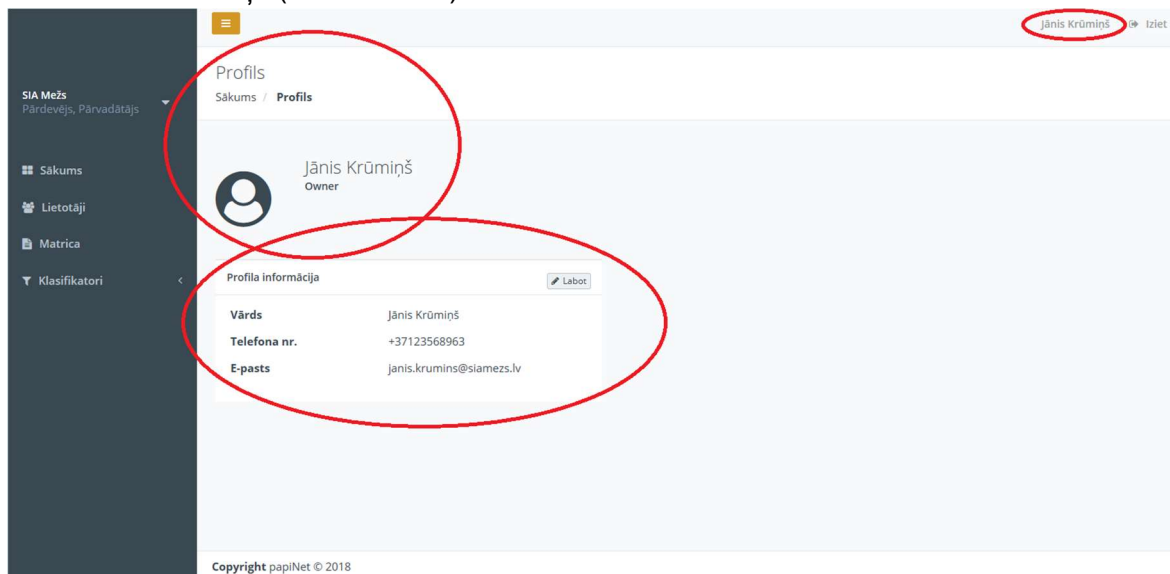 Jānis Krūmiņš Iziet
Profils
Sākums / Profils
SIA Mežs
Pārdevējs, Pārvadātājs
Sākums
Lietotāji
Matrica
Klasifikatori
Jānis Krūmiņš
Owner
Profila informācija Labot
Vārds Jānis Krūmiņš
Telefona nr. +37123568963
E-pasts janis.krumins@siamezs.lv
Copyright papiNet © 2018